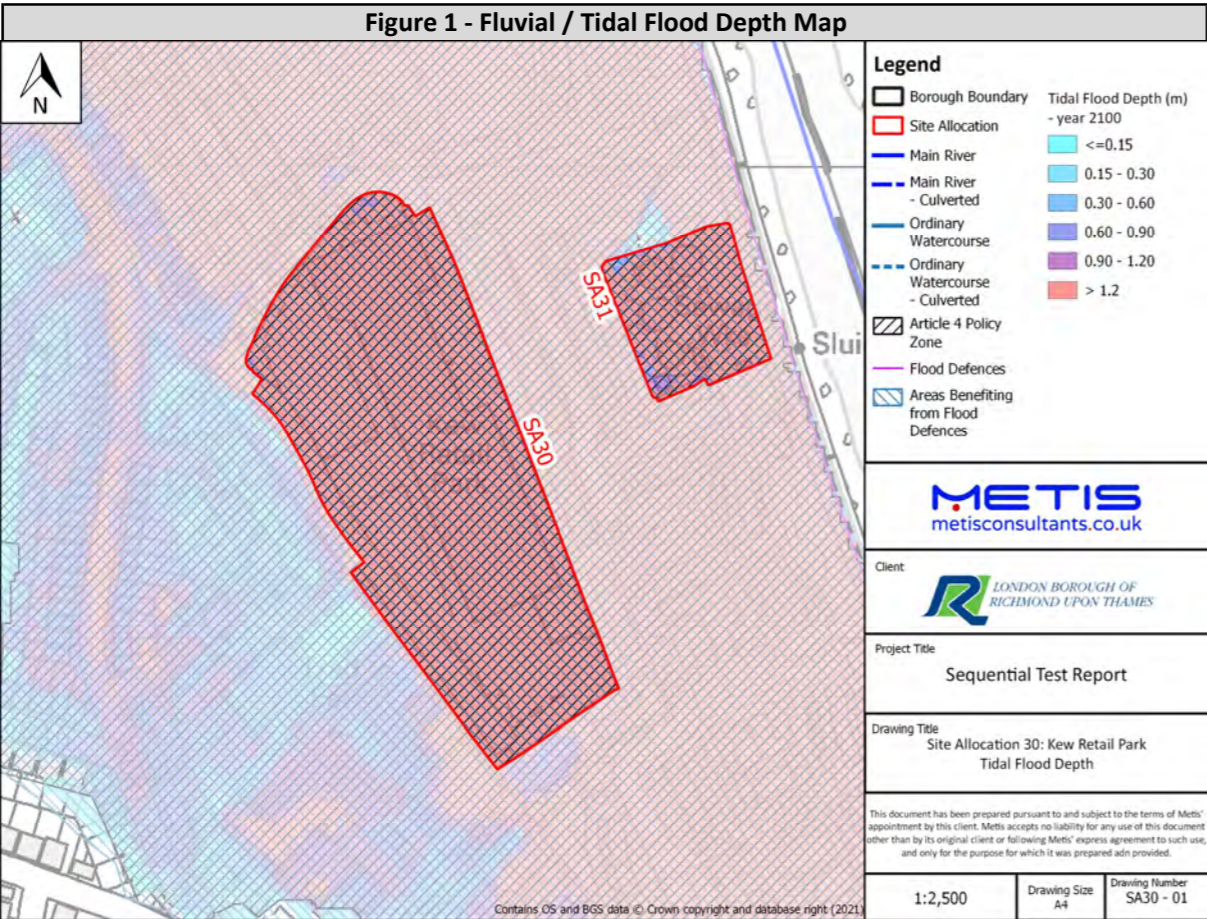 Figure 1 - Fluvial / Tidal Flood Depth Map
N
SA31
SA30
Slui
Contains OS and BGS data © Crown copyright and database right (2021)
Legend
Borough Boundary
Site Allocation
Main River
Main River
- Culverted
Ordinary
Watercourse
Ordinary
Watercourse
- Culverted
Article 4 Policy
Zone
Flood Defences
Areas Benefiting
from Flood
Defences
Tidal Flood Depth (m)
- year 2100
<=0.15
0.15 - 0.30
0.30 - 0.60
0.60 - 0.90
0.90 - 1.20
> 1.2
METIS
metisconsultants.co.uk
Client
LONDON BOROUGH OF
RICHMOND UPON THAMES
Project Title
Sequential Test Report
Drawing Title
Site Allocation 30: Kew Retail Park
Tidal Flood Depth
This document has been prepared pursuant to and subject to the terms of Metis'
appointment by this client. Metis accepts no liability for any use of this document
other than by its original client or following Metis' express agreement to such use,
and only for the purpose for which it was prepared adn provided.
1:2,500
Drawing Size
A4
Drawing Number
SA30 - 01